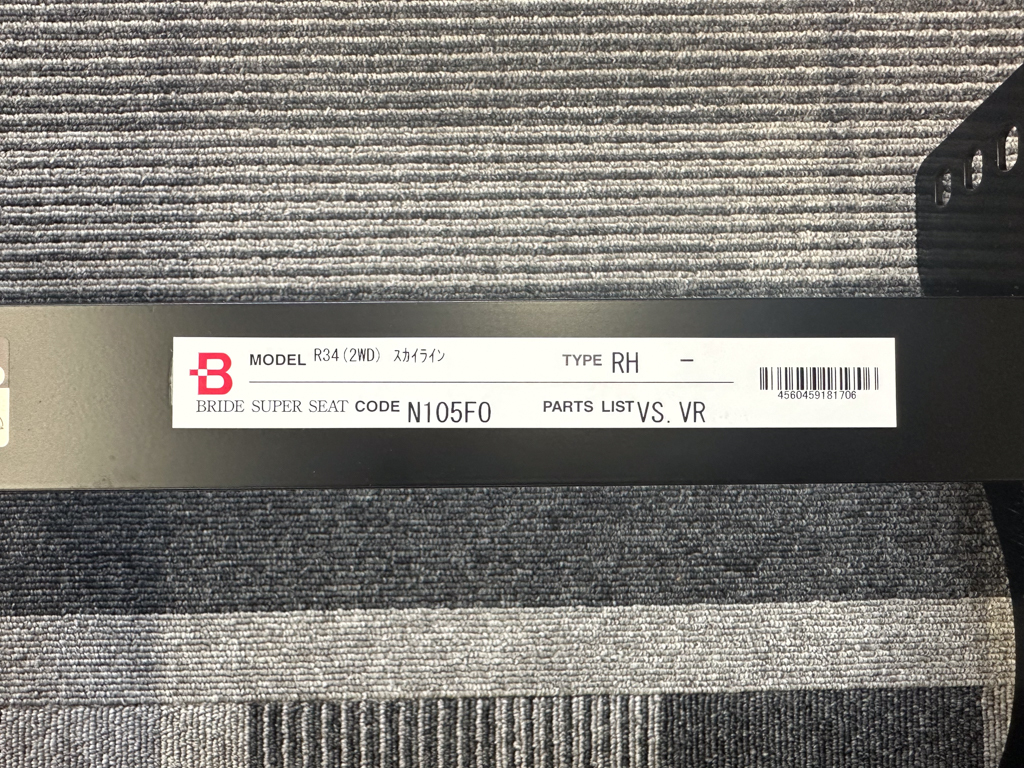 B
MODEL R34(2WD) ｽｶｲﾗｲﾝ TYPE RH -
BRIDE SUPER SEAT CODE N105FO PARTS LIST VS. VR
4560459181706